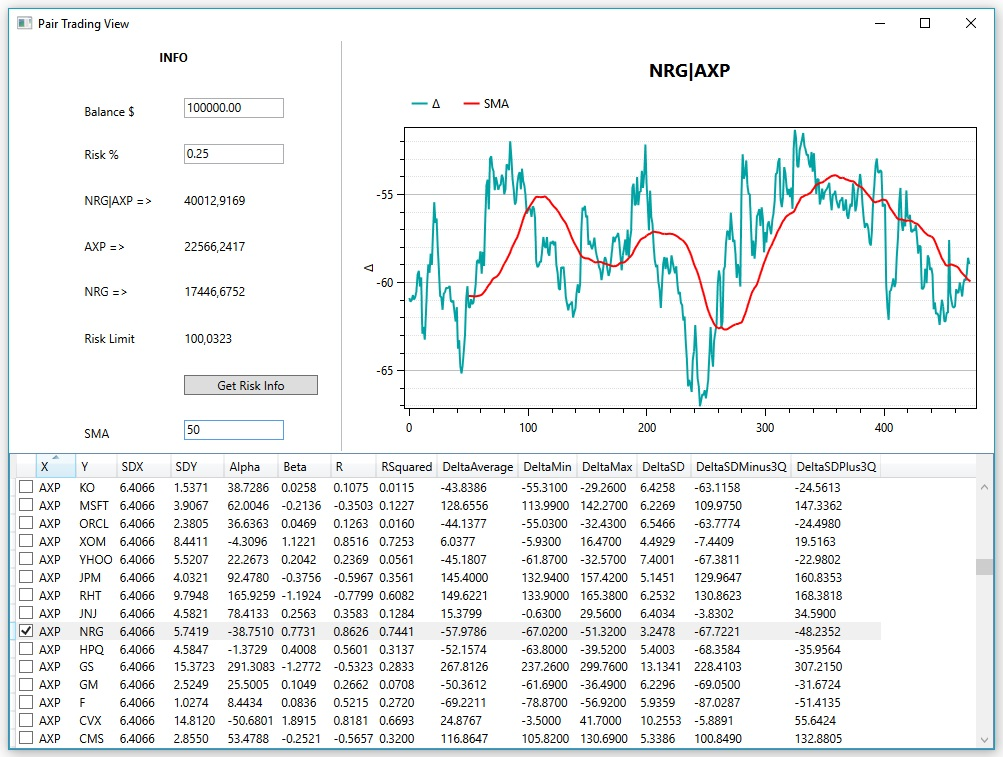 Pair Trading View
INFO
Balance $ 100000.00
Risk % 0.25
NRG|AXP => 40012,9169
AXP => 22566,2417
NRG => 17446,6752
Risk Limit 100,0323
Get Risk Info
SMA 50
NRG|AXP
Δ SMA
-55
-60
-65
Δ
0 100 200 300 400
X Y SDX SDY Alpha Beta R RSquared DeltaAverage DeltaMin DeltaMax DeltaSD DeltaSDMinus3Q DeltaSDPlus3Q
AXP KO 6.4066 1.5371 38.7286 0.0258 0.1075 0.0115 -43.8386 -55.3100 -29.2600 6.4258 -63.1158 -24.5613
AXP MSFT 6.4066 3.9067 62.0046 -0.2136 -0.3503 0.1227 128.6556 113.9900 142.2700 6.2269 109.9750 147.3362
AXP ORCL 6.4066 2.3805 36.6363 0.0469 0.1263 0.0160 -44.1377 -55.0300 -32.4300 6.5466 -63.7774 -24.4980
AXP XOM 6.4066 8.4411 -4.3096 1.1221 0.8516 0.7253 6.0377 -5.9300 16.4700 4.4929 -7.4409 19.5163
AXP YHOO 6.4066 5.5207 22.2673 0.2042 0.2369 0.0561 -45.1807 -61.8700 -32.5700 7.4001 -67.3811 -22.9802
AXP JPM 6.4066 4.0321 92.4780 -0.3756 -0.5967 0.3561 145.4000 132.9400 157.4200 5.1451 129.9647 160.8353
AXP RHT 6.4066 9.7948 165.9259 -1.1924 -0.7799 0.6082 149.6221 133.9000 165.3800 6.2532 130.8623 168.3818
AXP JNJ 6.4066 4.5821 78.4133 0.2563 0.3583 0.1284 15.3799 -0.6300 29.5600 6.4034 -3.8302 34.5900
AXP NRG 6.4066 5.7419 -38.7510 0.7731 0.8626 0.7441 -57.9786 -67.0200 -51.3200 3.2478 -67.7221 -48.2352
AXP HPQ 6.4066 4.5847 -1.3729 0.4008 0.5601 0.3137 -52.1574 -63.8000 -39.5200 5.4003 -68.3584 -35.9564
AXP GS 6.4066 15.3723 291.3083 -1.2772 -0.5323 0.2833 267.8126 237.2600 299.7600 13.1341 228.4103 307.2150
AXP GM 6.4066 2.5249 25.5005 0.1049 0.2662 0.0708 -50.3612 -61.6900 -36.4900 6.2296 -69.0500 -31.6724
AXP F 6.4066 1.0274 8.4434 0.0836 0.5215 0.2720 -69.2211 -78.8700 -56.9200 5.9359 -87.0287 -51.4135
AXP CVX 6.4066 14.8120 -50.6801 1.8915 0.8181 0.6693 24.8767 -3.5000 41.7000 10.2553 -5.8891 55.6424
AXP CMS 6.4066 2.8550 53.4788 -0.2521 -0.5657 0.3200 116.8647 105.8200 130.6900 5.3386 100.8490 132.8805